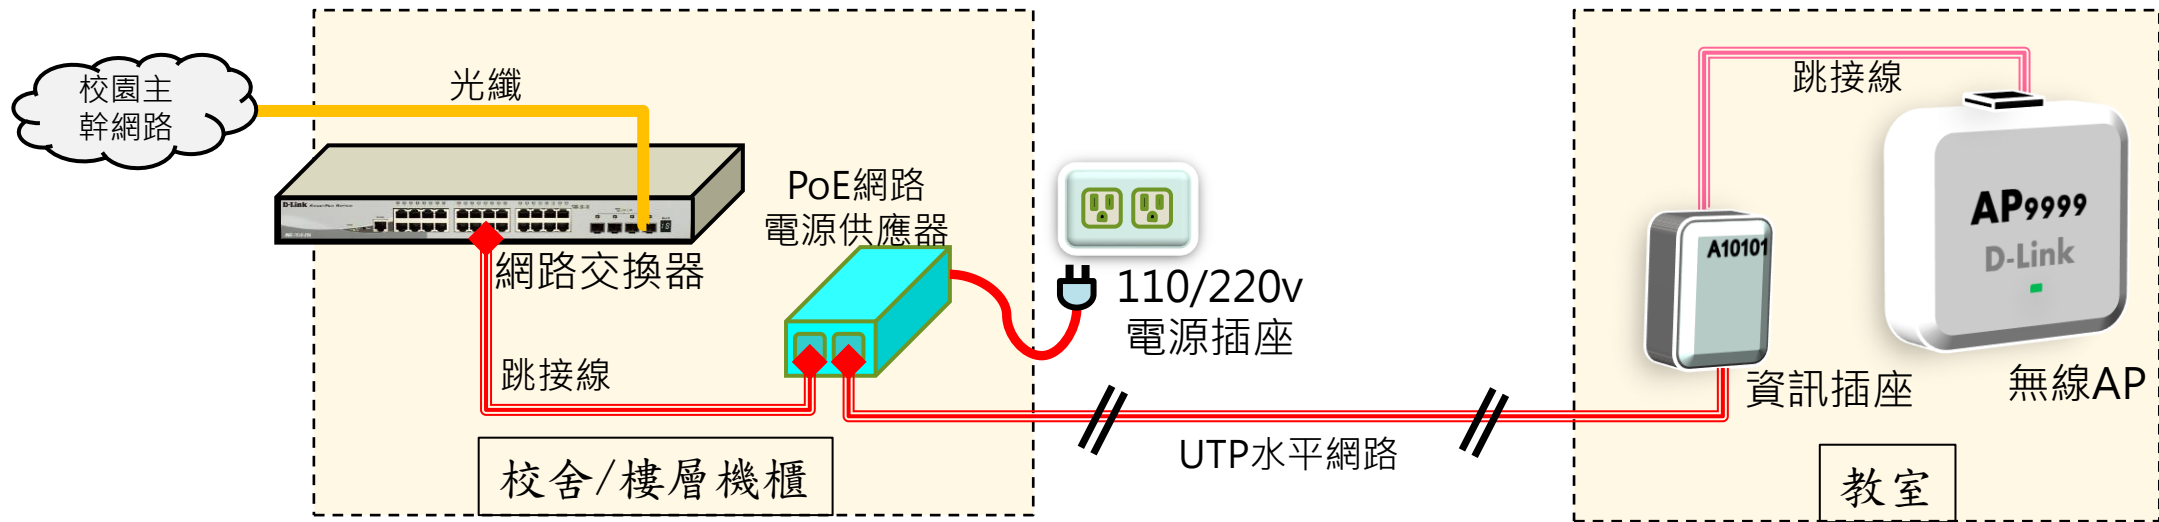 校園主
幹網路
光纖
D-Link
網路交換器
PoE網路
電源供應器
110/220v
電源插座
跳接線
校舍/樓層機櫃
UTP水平網路
跳接線
A10101
資訊插座
AP9999
D-Link
無線AP
教室